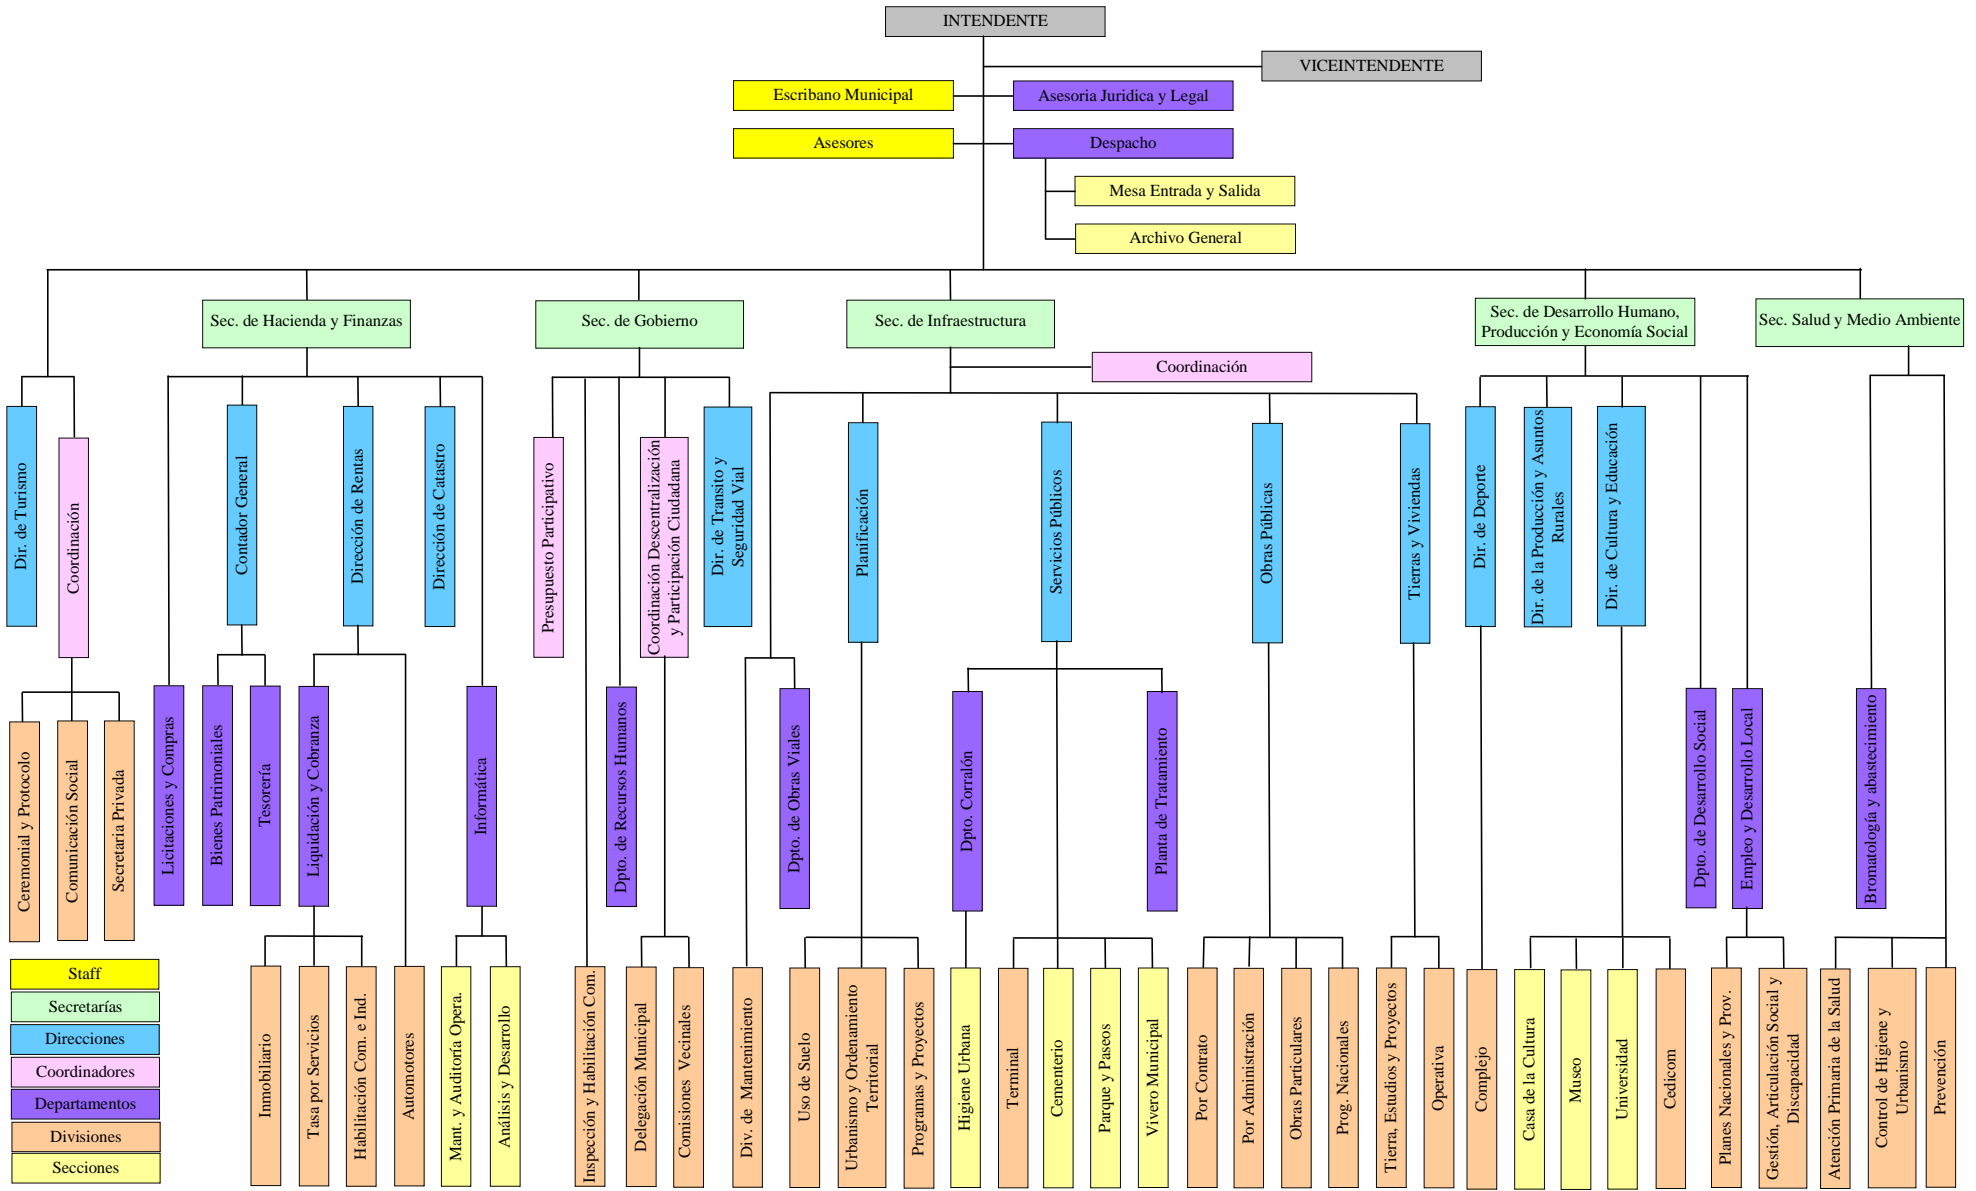 INTENDENTE
VICEINTENDENTE
Escribano Municipal
Asesoria Juridica y Legal
Asesores
Despacho
Mesa Entrada y Salida
Archivo General
Sec. de Hacienda y Finanzas
Sec. de Gobierno
Sec. de Infraestructura
Sec. de Desarrollo Humano,
Producción y Economía Social
Sec. Salud y Medio Ambiente
Coordinación
Dir. de Turismo
Coordinación
Contador General
Dirección de Rentas
Dirección de Catastro
Presupuesto Participativo
Coordinación Descentralización
y Participación Ciudadana
Dir. de Transito y
Seguridad Vial
Planificación
Servicios Públicos
Obras Públicas
Tierras y Viviendas
Dir. de Deporte
Dir. de la Producción y Asuntos
Rurales
Dir. de Cultura y Educación
Ceremonial y Protocolo
Comunicación Social
Secretaria Privada
Licitaciones y Compras
Bienes Patrimoniales
Tesorería
Liquidación y Cobranza
Informática
Dpto. de Recursos Humanos
Dpto. de Obras Viales
Dpto. Corralón
Planta de Tratamiento
Dpto. de Desarrollo Social
Empleo y Desarrollo Local
Bromatología y abastecimiento
Inmobiliario
Tasa por Servicios
Habilitación Com. e Ind.
Automotores
Mant. y Auditoría Opera.
Análisis y Desarrollo
Inspección y Habilitación Com.
Delegación Municipal
Comisiones Vecinales
Div. de Mantenimiento
Uso de Suelo
Urbanismo y Ordenamiento
Territorial
Programas y Proyectos
Higiene Urbana
Terminal
Cementerio
Parque y Paseos
Vivero Municipal
Por Contrato
Por Administración
Obras Particulares
Prog. Nacionales
Tierra, Estudios y Proyectos
Operativa
Complejo
Casa de la Cultura
Museo
Universidad
Cedicom
Planes Nacionales y Prov.
Gestión, Articulación Social y
Discapacidad
Atención Primaria de la Salud
Control de Higiene y
Urbanismo
Prevención
Staff
Secretarías
Direcciones
Coordinadores
Departamentos
Divisiones
Secciones